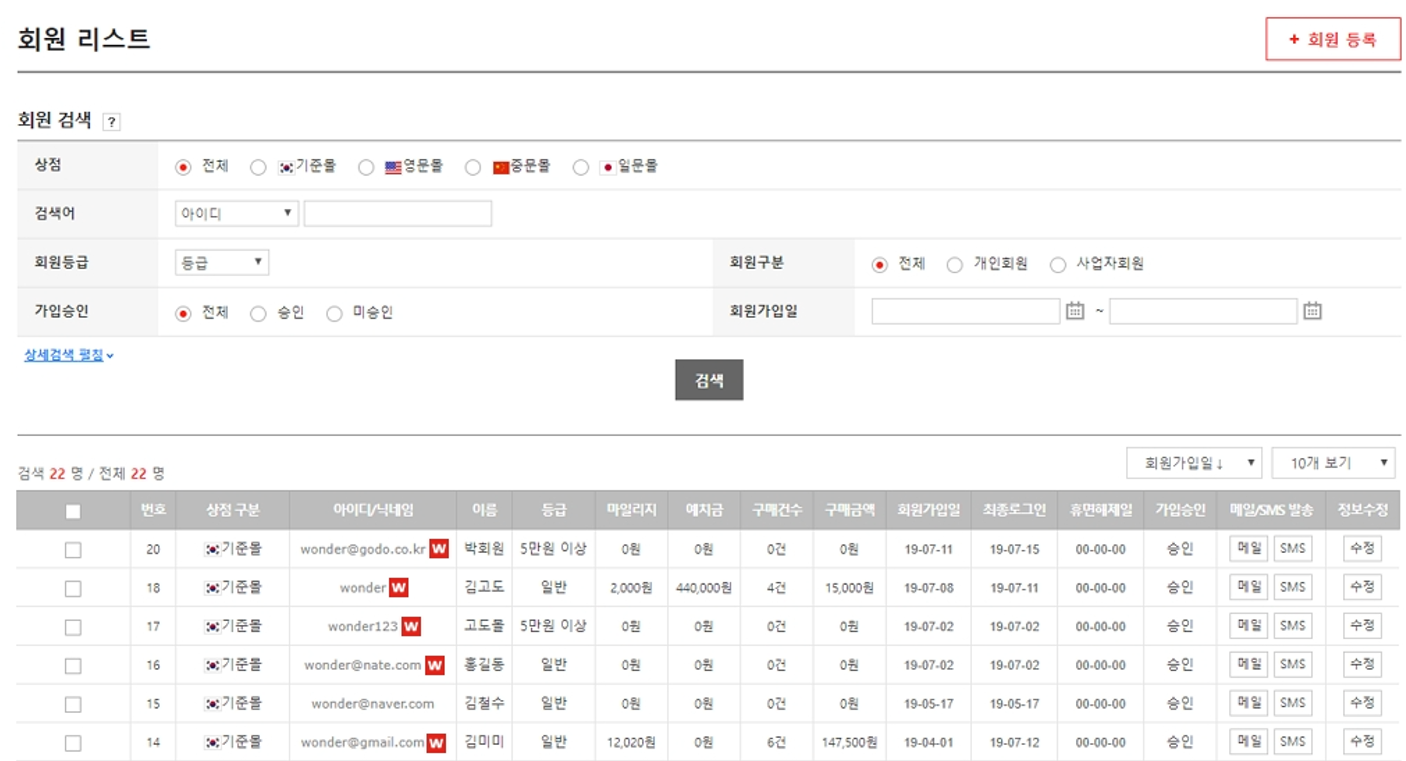 회원 리스트
+ 회원 등록
회원 검색 ?
상점 전체 기준몰 영문몰 중문몰 일문몰
검색어 아이디 ▼
회원등급 등급 ▼ 회원구분 전체 개인회원 사업자회원
가입승인 전체 승인 미승인 회원가입일 ~
상세검색 펼침
검색
검색 22 명 / 전체 22 명 회원가입일↓ ▼ 10개 보기 ▼
번호 상점 구분 아이디/닉네임 이름 등급 마일리지 예치금 구매건수 구매금액 회원가입일 최종로그인 휴면해제일 가입승인 메일/SMS 발송 정보수정
20 기준몰 wonder@godo.co.kr W 박회원 5만원 이상 0원 0원 0건 0원 19-07-11 19-07-15 00-00-00 승인 메일 SMS 수정
18 기준몰 wonder W 김고도 일반 2,000원 440,000원 4건 15,000원 19-07-08 19-07-11 00-00-00 승인 메일 SMS 수정
17 기준몰 wonder123 W 고도몰 5만원 이상 0원 0원 0건 0원 19-07-02 19-07-02 00-00-00 승인 메일 SMS 수정
16 기준몰 wonder@nate.com W 홍길동 일반 0원 0원 0건 0원 19-07-02 19-07-02 00-00-00 승인 메일 SMS 수정
15 기준몰 wonder@naver.com 김철수 일반 0원 0원 0건 0원 19-05-17 19-05-17 00-00-00 승인 메일 SMS 수정
14 기준몰 wonder@gmail.com W 김미미 일반 12,020원 0원 6건 147,500원 19-04-01 19-07-12 00-00-00 승인 메일 SMS 수정